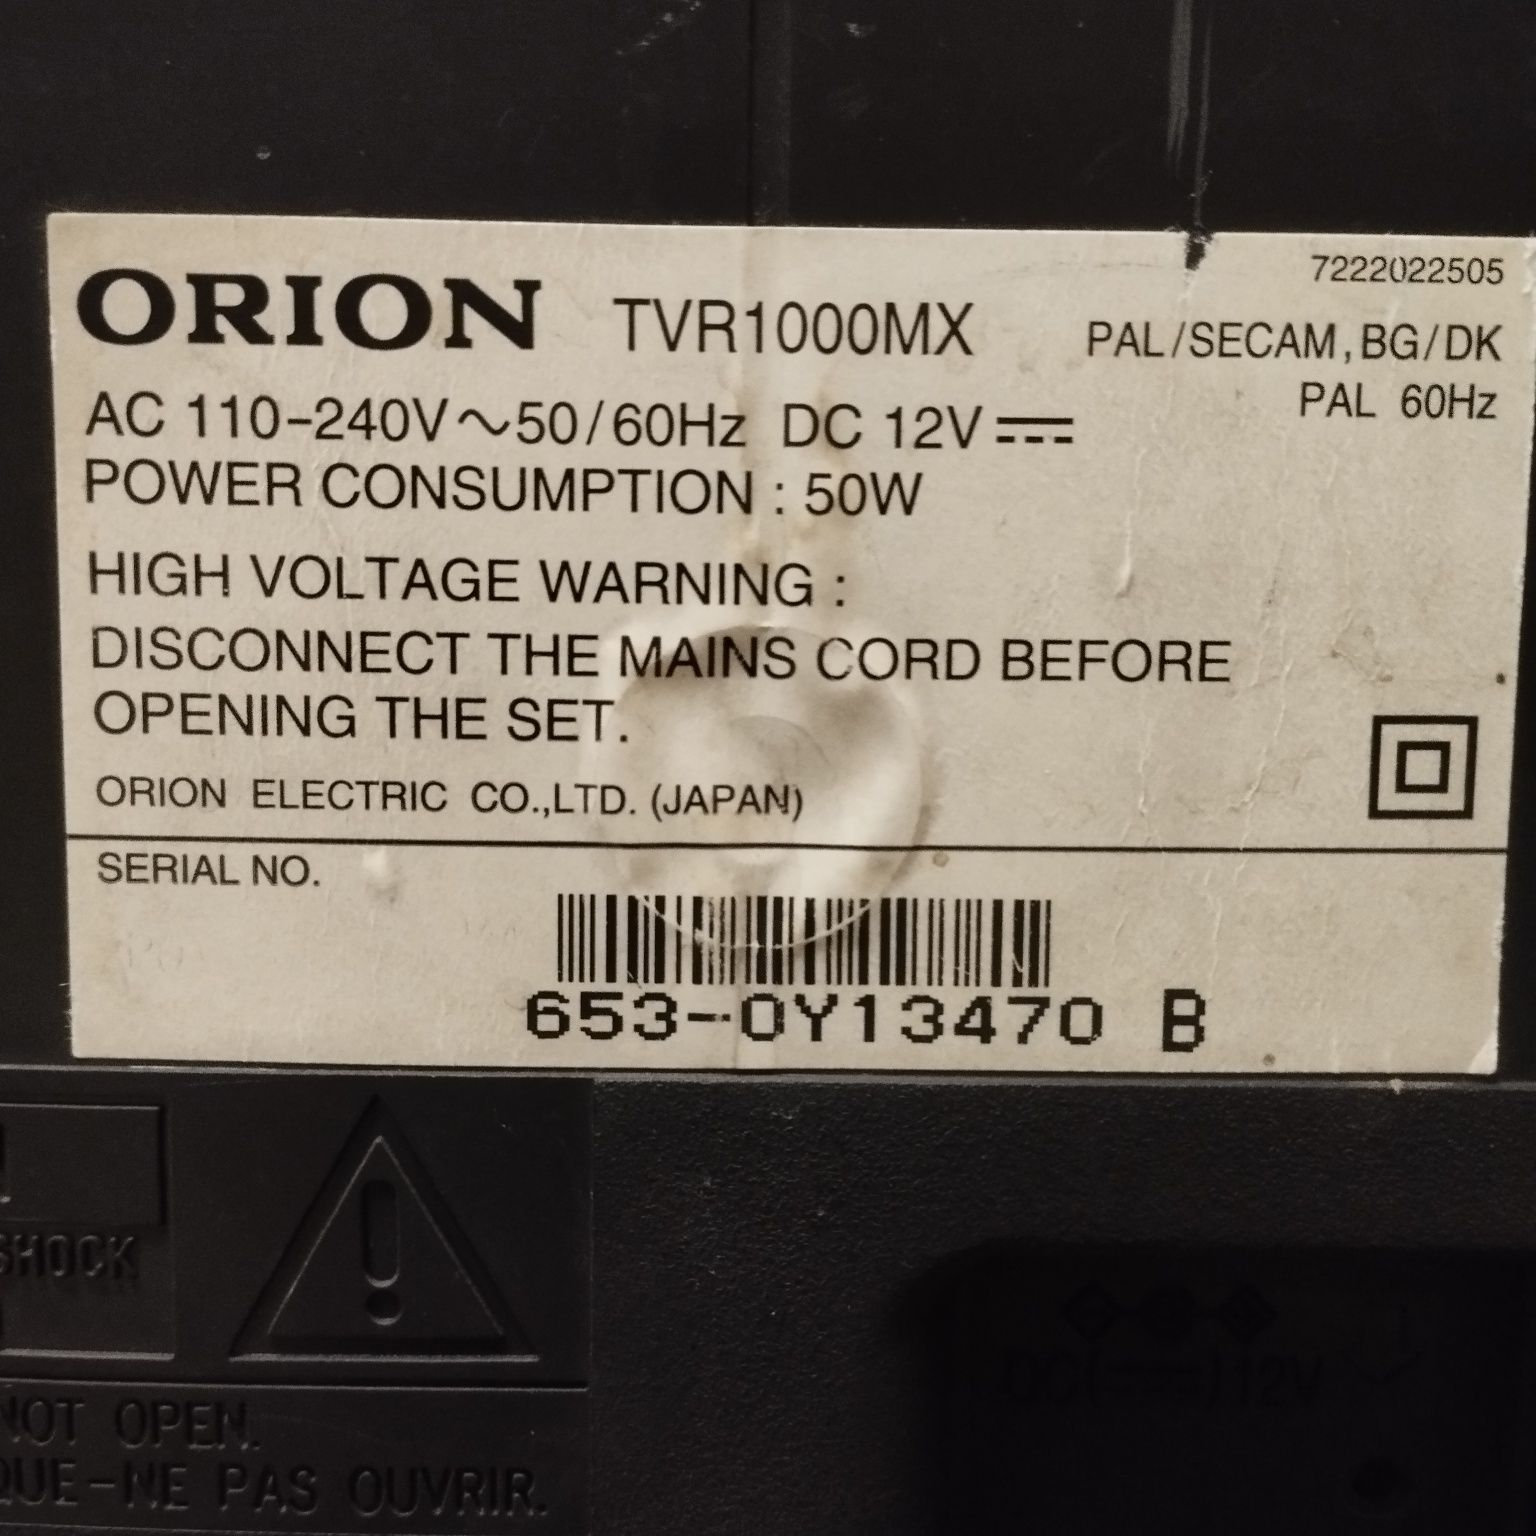 7222022505
ORION TVR1000MX PAL/SECAM,BG/DK
PAL 60Hz
AC 110-240V~50/60Hz DC 12V⎓
POWER CONSUMPTION : 50W
HIGH VOLTAGE WARNING :
DISCONNECT THE MAINS CORD BEFORE
OPENING THE SET.
ORION ELECTRIC CO.,LTD. (JAPAN)
SERIAL NO.
653-0Y13470 B
SHOCK
DC(⎓)12V
NOT OPEN.
QUE-NE PAS OUVRIR.